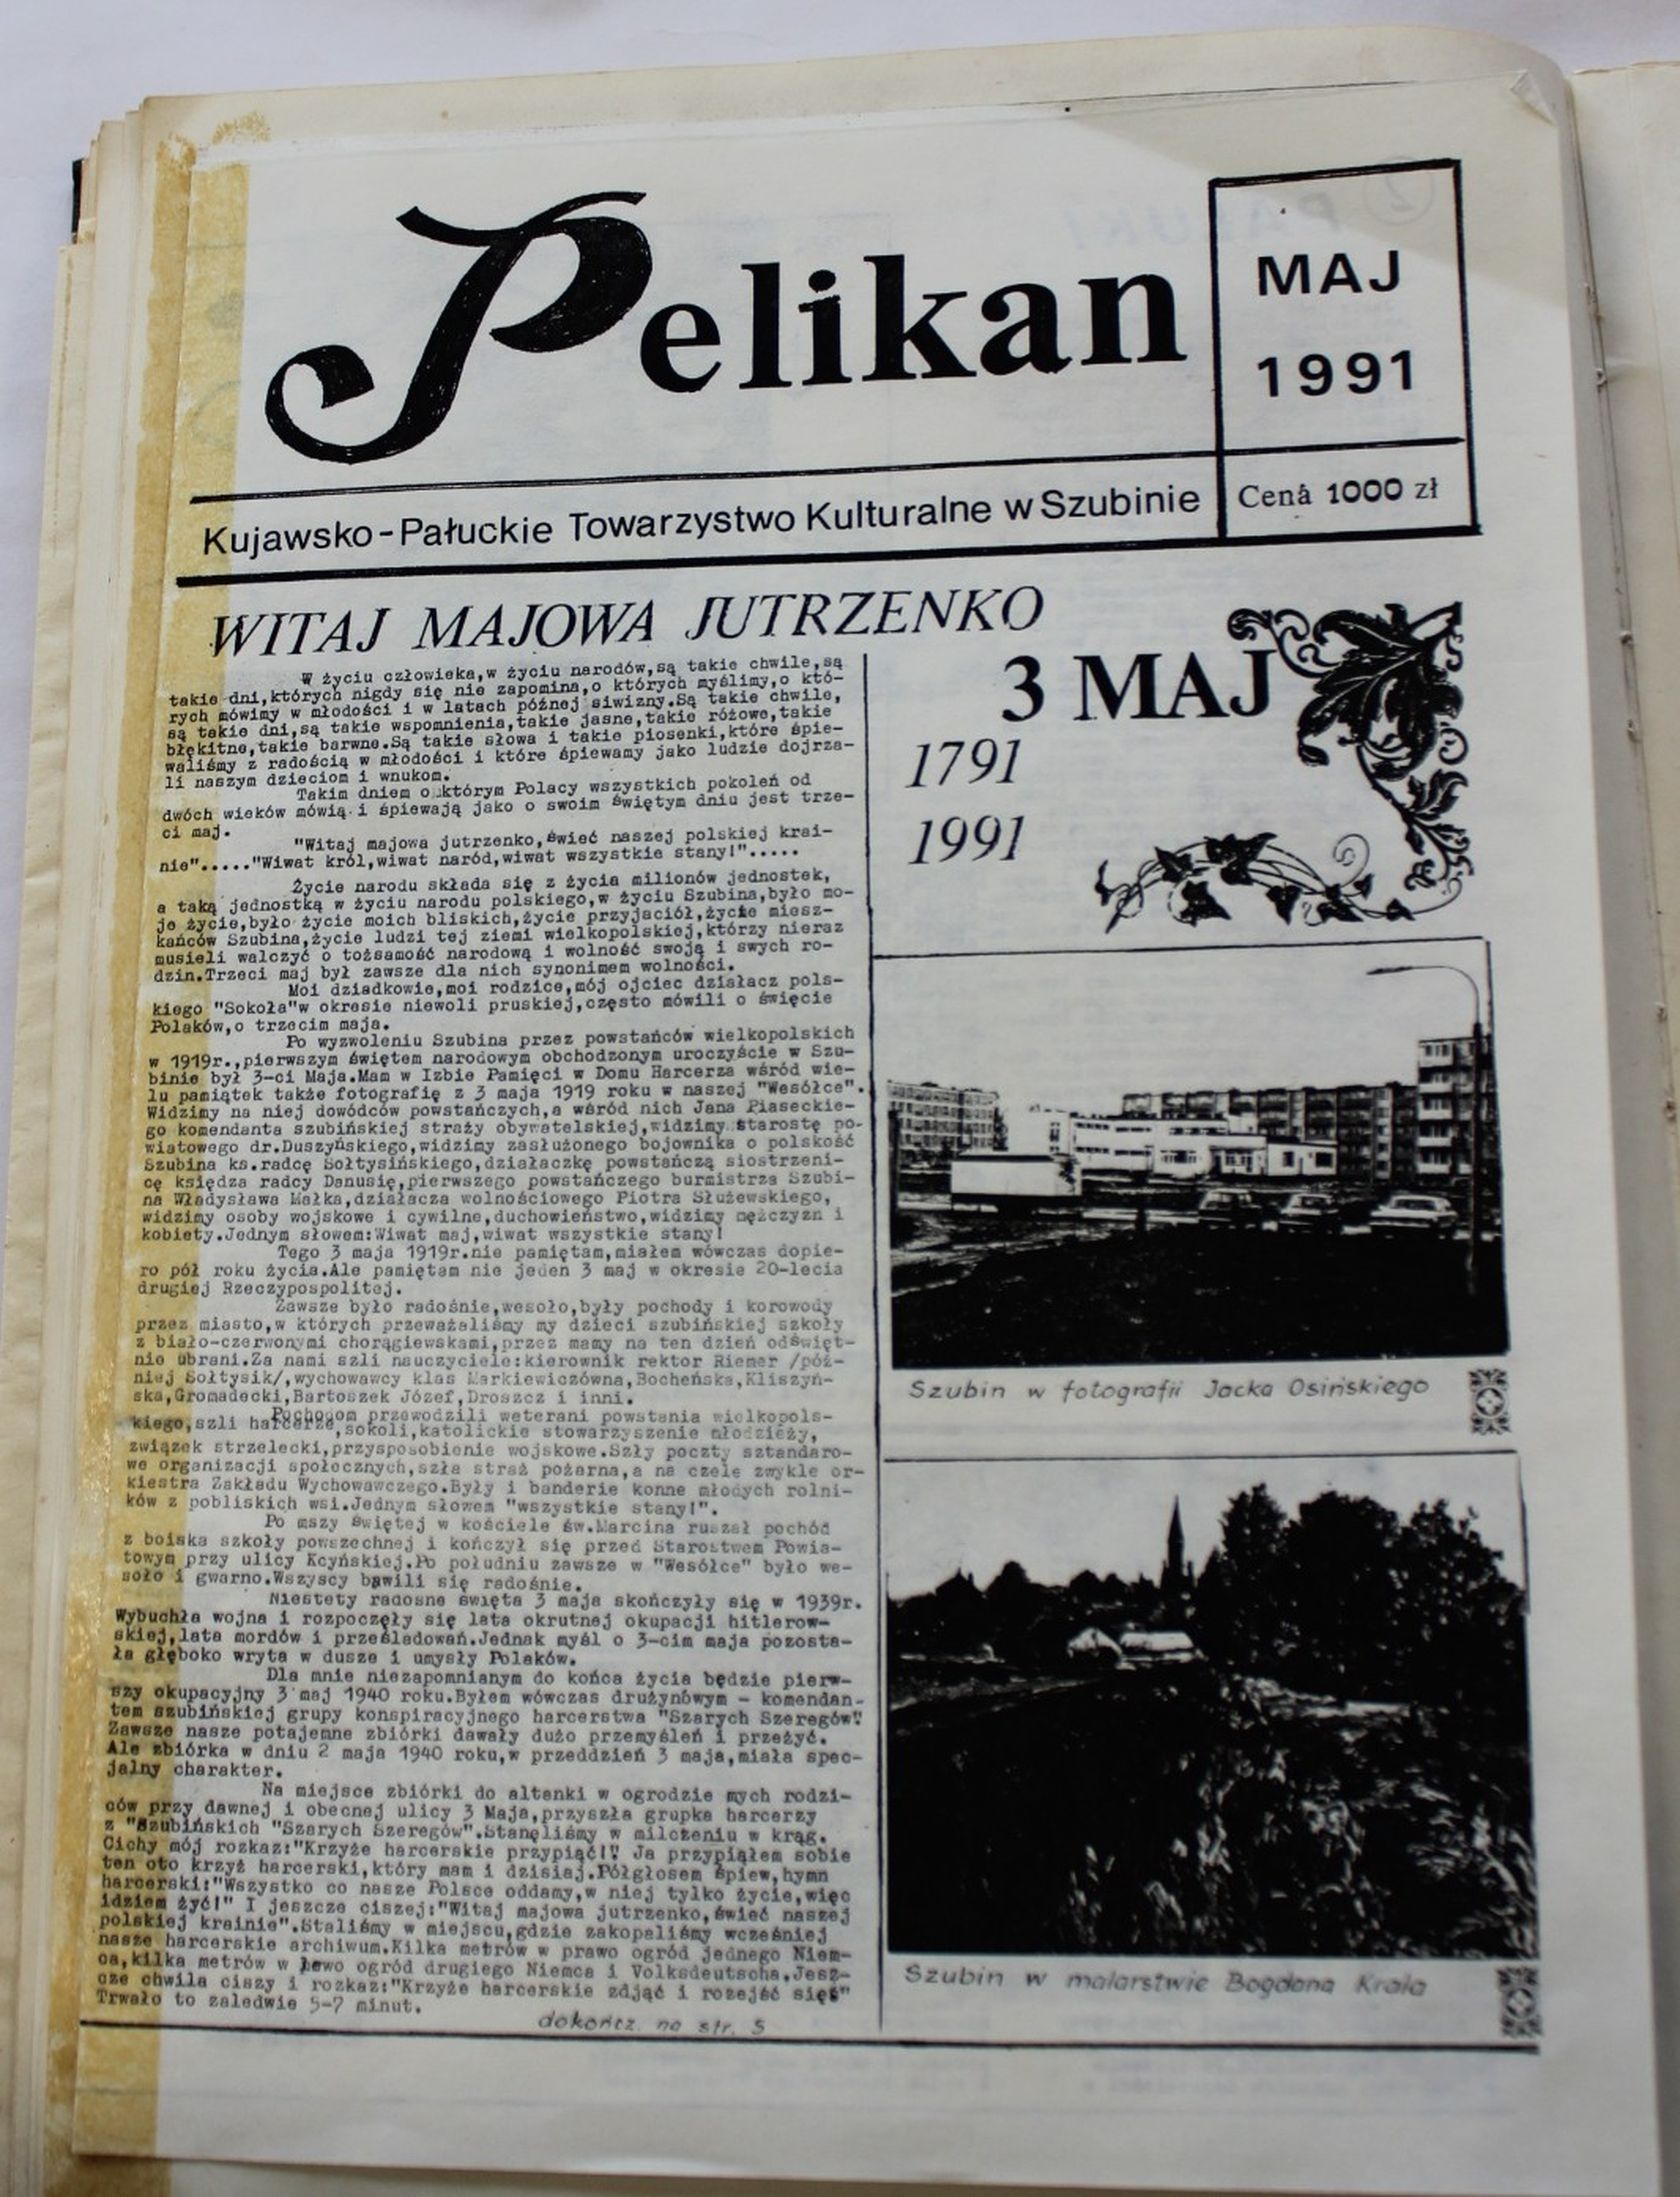 Pelikan
MAJ
1991
Kujawsko-Pałuckie Towarzystwo Kulturalne w Szubinie
Cena 1000 zł
WITAJ MAJOWA JUTRZENKO
W życiu człowieka,w życiu narodów,są takie chwile,są
takie dni,których nigdy się nie zapomina,o których myślimy,o któ-
rych mówimy w młodości i w latach późnej siwizny.Są takie chwile,
są takie dni,są takie wspomnienia,takie jasne,takie różowe,takie
błękitne,takie barwne.Są takie słowa i takie piosenki,które śpie-
waliśmy z radością w młodości i które śpiewamy jako ludzie dojrza-
li naszym dzieciom i wnukom.
Takim dniem o którym Polacy wszystkich pokoleń od
dwóch wieków mówią i śpiewają jako o swoim świętym dniu jest trze-
ci maj.
"Witaj majowa jutrzenko,świeć naszej polskiej krai-
nie"....."Wiwat król,wiwat naród,wiwat wszystkie stany!".....
Życie narodu składa się z życia milionów jednostek,
a taką jednostką w życiu narodu polskiego,w życiu Szubina,było mo-
je życie,było życie moich bliskich,życie przyjaciół,życie miesz-
kańców Szubina,życie ludzi tej ziemi wielkopolskiej,którzy nieraz
musieli walczyć o tożsamość narodową i wolność swoją i swych ro-
dzin.Trzeci maj był zawsze dla nich synonimem wolności.
Moi dziadkowie,moi rodzice,mój ojciec działacz pols-
kiego "Sokoła"w okresie niewoli pruskiej,często mówili o święcie
Polaków,o trzecim maja.
Po wyzwoleniu Szubina przez powstańców wielkopolskich
w 1919r.,pierwszym świętem narodowym obchodzonym uroczyście w Szu-
binie był 3-ci Maja.Mam w Izbie Pamięci w Domu Harcerza wśród wie-
lu pamiątek także fotografię z 3 maja 1919 roku w naszej "Wesółce".
Widzimy na niej dowódców powstańczych,a wśród nich Jana Piaseckie-
go komendanta szubińskiej straży obywatelskiej,widzimy starostę po-
wiatowego dr.Duszyńskiego,widzimy zasłużonego bojownika o polskość
Szubina ks.radcę Sołtysińskiego,działaczkę powstańczą siostrzeni-
cę księdza radcy Danusię,pierwszego powstańczego burmistrza Szubi-
na Władysława Małka,działacza wolnościowego Piotra Służewskiego,
widzimy osoby wojskowe i cywilne,duchowieństwo,widzimy mężczyzn i
kobiety.Jednym słowem:Wiwat maj,wiwat wszystkie stany!
Tego 3 maja 1919r.nie pamiętam,miałem wówczas dopie-
ro pół roku życia.Ale pamiętam nie jeden 3 maj w okresie 20-lecia
drugiej Rzeczypospolitej.
Zawsze było radośnie,wesoło,były pochody i korowody
przez miasto,w których przeważaliśmy my dzieci szubińskiej szkoły
z biało-czerwonymi chorągiewskami,przez mamy na ten dzień odświęt-
nie ubrani.Za nami szli nauczyciele:kierownik rektor Riemer /póź-
niej Sołtysik/,wychowawcy klas Markiewiczówna,Bocheńska,Kliszyń-
ska,Gromadecki,Bartoszek Józef,Droszcz i inni.
Pochodom przewodzili weterani powstania wielkopols-
kiego,szli harcerze,sokoli,katolickie stowarzyszenie młodzieży,
związek strzelecki,przysposobienie wojskowe.Szły poczty sztandaro-
we organizacji społecznych,szła straż pożarna,a na czele zwykle or-
kiestra Zakładu Wychowawczego.Były i banderie konne młodych rolni-
ków z pobliskich wsi.Jednym słowem "wszystkie stany!".
Po mszy świętej w kościele św.Marcina ruszał pochód
z boiska szkoły powszechnej i kończył się przed Starostwem Powia-
towym przy ulicy Kcyńskiej.Po południu zawsze w "Wesółce" było we-
soło i gwarno.Wszyscy bawili się radośnie.
Niestety radosne święta 3 maja skończyły się w 1939r.
Wybuchła wojna i rozpoczęły się lata okrutnej okupacji hitlerow-
skiej,lata mordów i prześladowań.Jednak myśl o 3-cim maja pozosta-
ła głęboko wryta w dusze i umysły Polaków.
Dla mnie niezapomnianym do końca życia będzie pierw-
szy okupacyjny 3 maj 1940 roku.Byłem wówczas drużynowym - komendan-
tem szubińskiej grupy konspiracyjnego harcerstwa "Szarych Szeregów".
Zawsze nasze potajemne zbiórki dawały dużo przemyśleń i przeżyć.
Ale zbiórka w dniu 2 maja 1940 roku,w przeddzień 3 maja,miała spec-
jalny charakter.
Na miejsce zbiórki do altanki w ogrodzie mych rodzi-
ców przy dawnej i obecnej ulicy 3 Maja,przyszła grupka harcerzy
z "Szubińskich "Szarych Szeregów".Stanęliśmy w milczeniu w krąg.
Cichy mój rozkaz:"Krzyże harcerskie przypiąć!" Ja przypiąłem sobie
ten oto krzyż harcerski,który mam i dzisiaj.Półgłosem śpiew,hymn
harcerski:"Wszystko co nasze Polsce oddamy,w niej tylko życie,więc
idziem żyć!" I jeszcze ciszej:"Witaj majowa jutrzenko,świeć naszej
polskiej krainie".Staliśmy w miejscu,gdzie zakopaliśmy wcześniej
nasze harcerskie archiwum.Kilka metrów w prawo ogród jednego Niem-
ca,kilka metrów w lewo ogród drugiego Niemca i Volksdeutscha.Jesz-
cze chwila ciszy i rozkaz:"Krzyże harcerskie zdjąć i rozejść się"
Trwało to zaledwie 5-7 minut.
dokończ. na str. 5
3 MAJ
1791
1991
Szubin w fotografii Jacka Osińskiego
Szubin w malarstwie Bogdana Krala